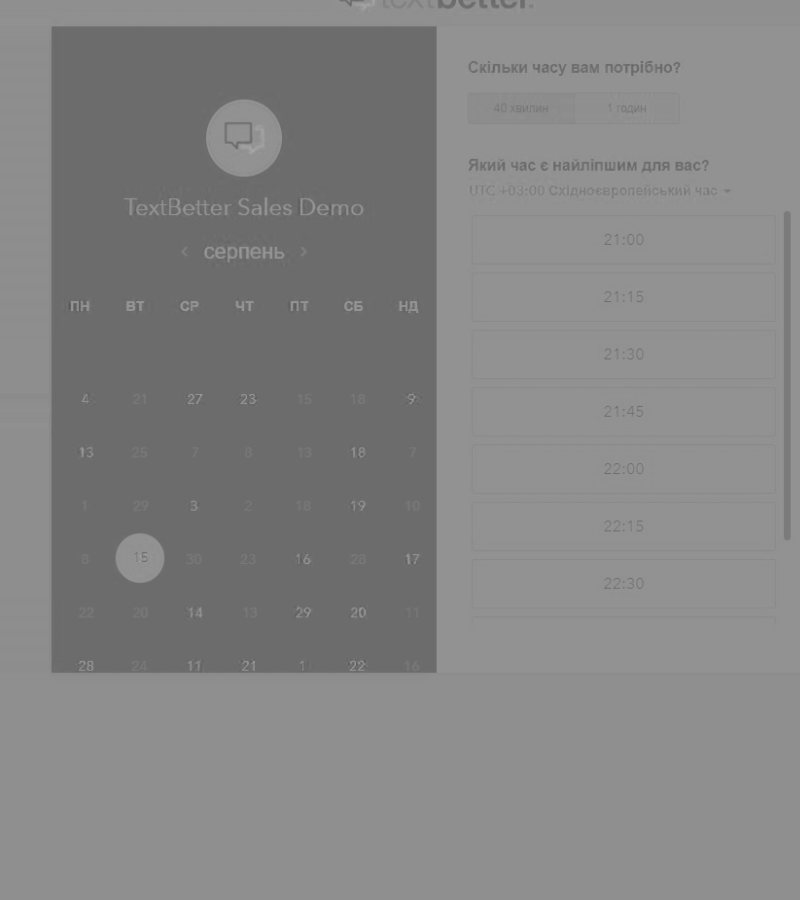 textbetter.
TextBetter Sales Demo
‹ серпень ›
ПН ВТ СР ЧТ ПТ СБ НД
4 21 27 23 15 18 9
13 25 7 8 13 18 7
1 29 3 2 18 19 10
8 15 30 23 16 28 17
22 20 14 13 29 20 11
28 24 11 21 1 22 16
Скільки часу вам потрібно?
40 хвилин 1 годин
Який час є найліпшим для вас?
UTC +03:00 Східноєвропейський час
21:00
21:15
21:30
21:45
22:00
22:15
22:30